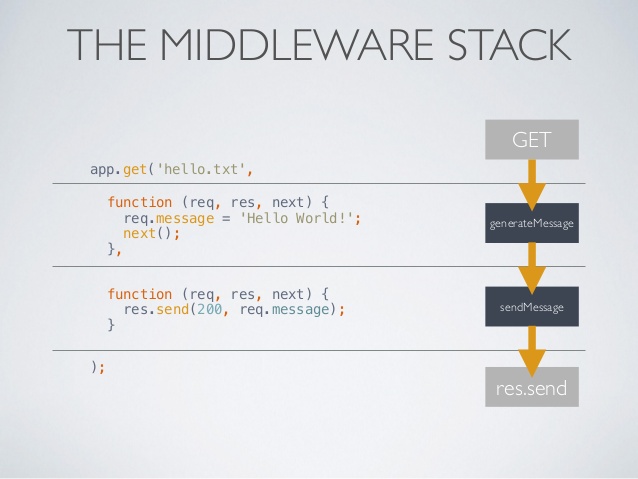 THE MIDDLEWARE STACK
app.get('hello.txt',
function (req, res, next) {
req.message = 'Hello World!';
next();
},
function (req, res, next) {
res.send(200, req.message);
}
);
GET
generateMessage
sendMessage
res.send